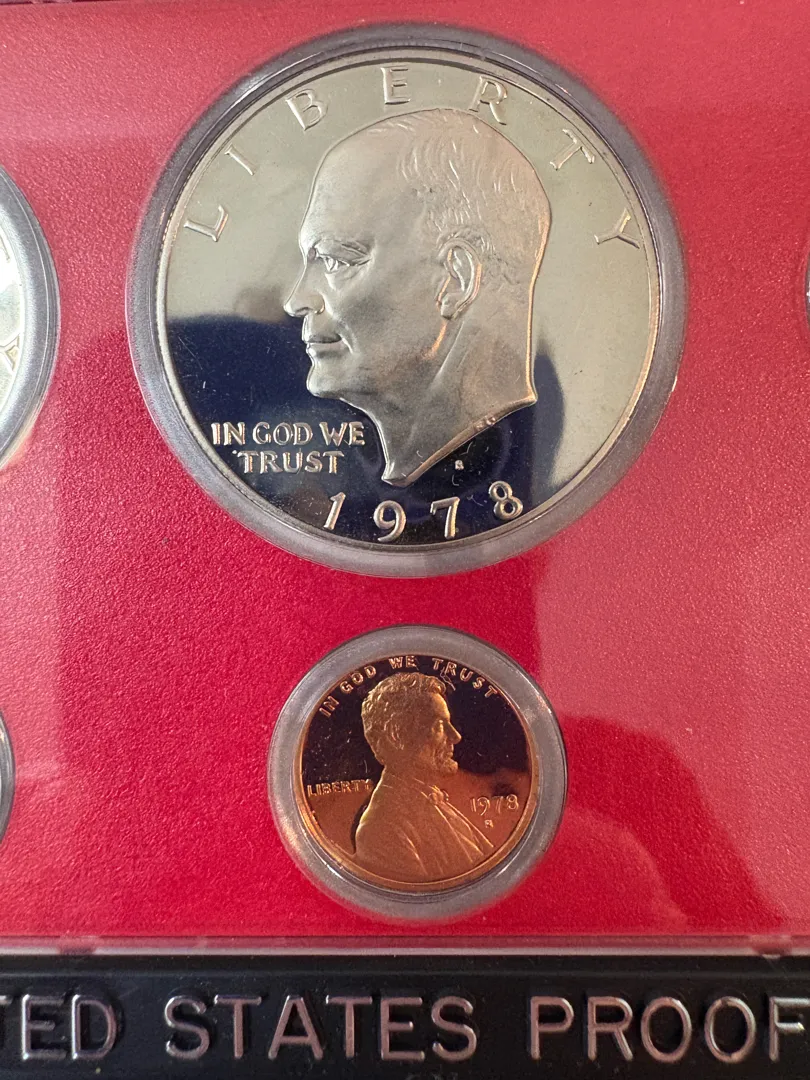 LIBERTY
IN GOD WE
TRUST
S
1978
IN GOD WE TRUST
LIBERTY
1978
S
TED STATES PROOF